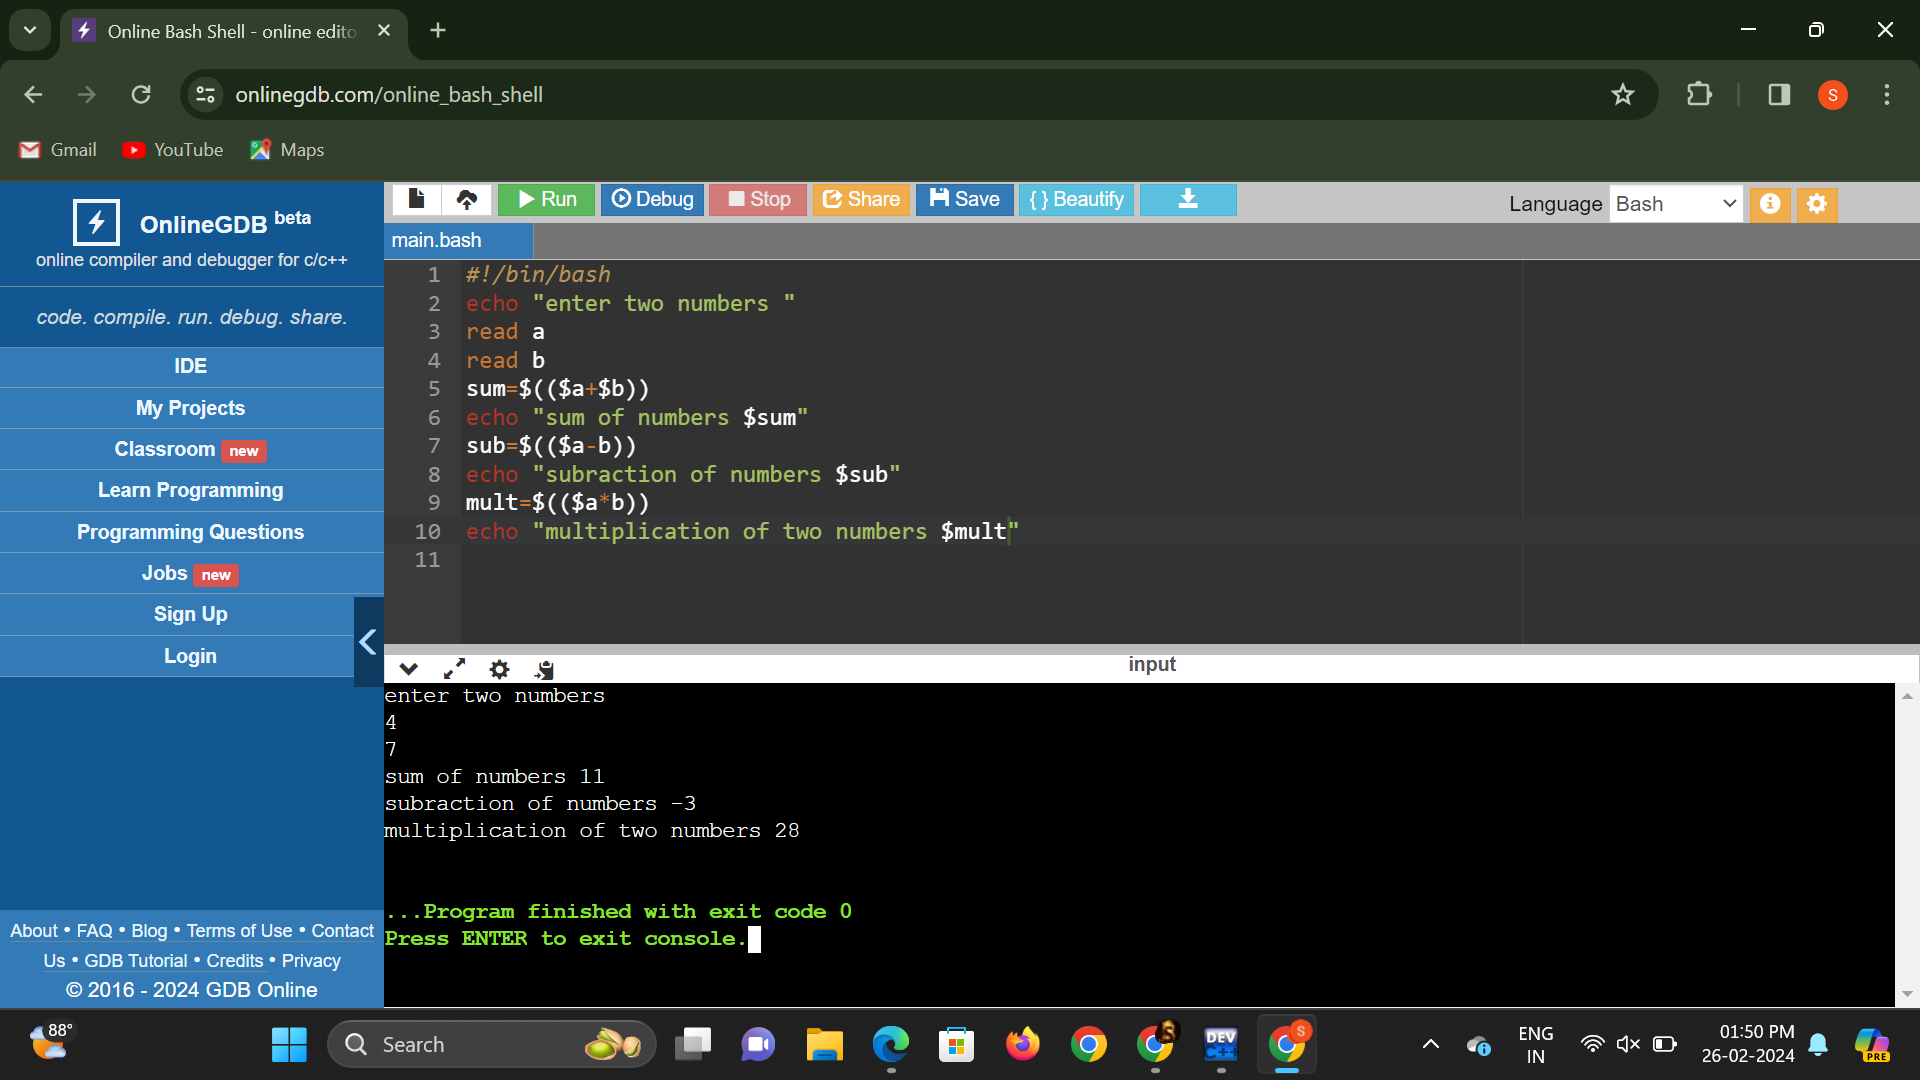 Online Bash Shell - online edito
onlinegdb.com/online_bash_shell
S
Gmail YouTube Maps
OnlineGDB beta
online compiler and debugger for c/c++
code. compile. run. debug. share.
IDE
My Projects
Classroom new
Learn Programming
Programming Questions
Jobs new
Sign Up
Login
About • FAQ • Blog • Terms of Use • Contact
Us • GDB Tutorial • Credits • Privacy
© 2016 - 2024 GDB Online
Run Debug Stop Share Save { } Beautify
Language Bash
main.bash
1 #!/bin/bash
2 echo "enter two numbers "
3 read a
4 read b
5 sum=$(($a+$b))
6 echo "sum of numbers $sum"
7 sub=$(($a-b))
8 echo "subraction of numbers $sub"
9 mult=$(($a*b))
10 echo "multiplication of two numbers $mult"
11
input
enter two numbers
4
7
sum of numbers 11
subraction of numbers -3
multiplication of two numbers 28
...Program finished with exit code 0
Press ENTER to exit console.
88°
Search
S
DEV
C++
S
ENG
IN
01:50 PM
26-02-2024
PRE